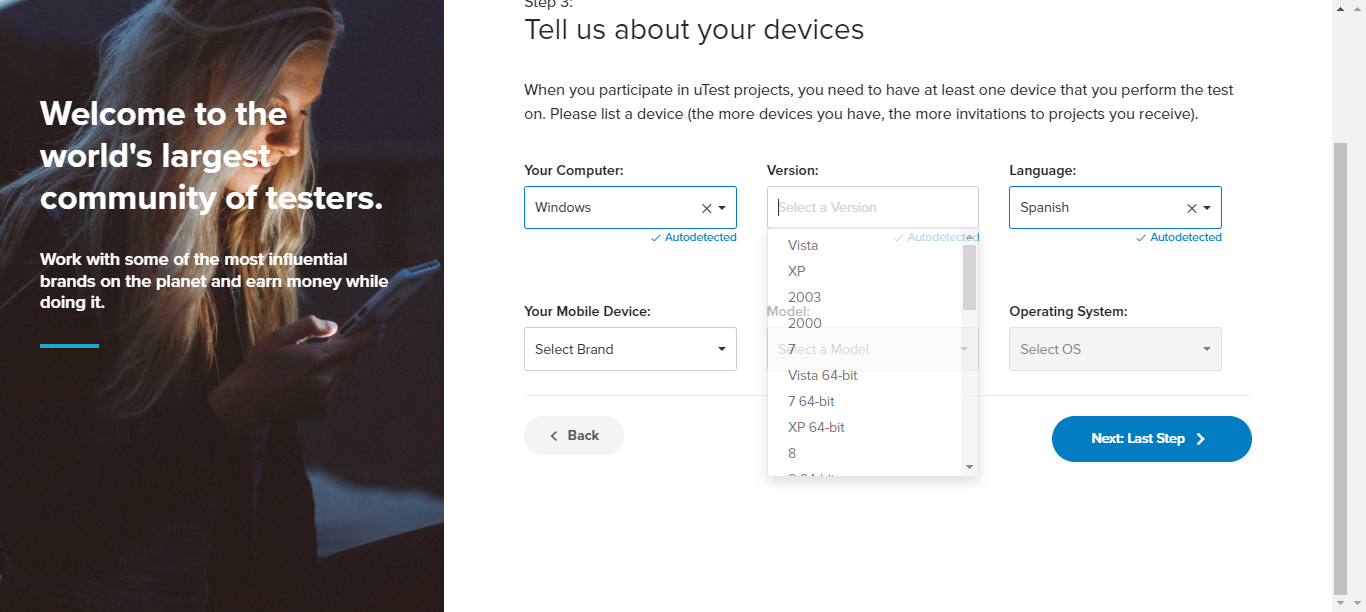 Welcome to the
world's largest
community of testers.
Work with some of the most influential
brands on the planet and earn money while
doing it.
Step 3:
Tell us about your devices
When you participate in uTest projects, you need to have at least one device that you perform the test
on. Please list a device (the more devices you have, the more invitations to projects you receive).
Your Computer:
Windows
Autodetected
Version:
Select a Version
Autodetected
Vista
XP
2003
2000
7
Vista 64-bit
7 64-bit
XP 64-bit
8
Language:
Spanish
Autodetected
Your Mobile Device:
Select Brand
Model:
Select a Model
Operating System:
Select OS
Back
Next: Last Step